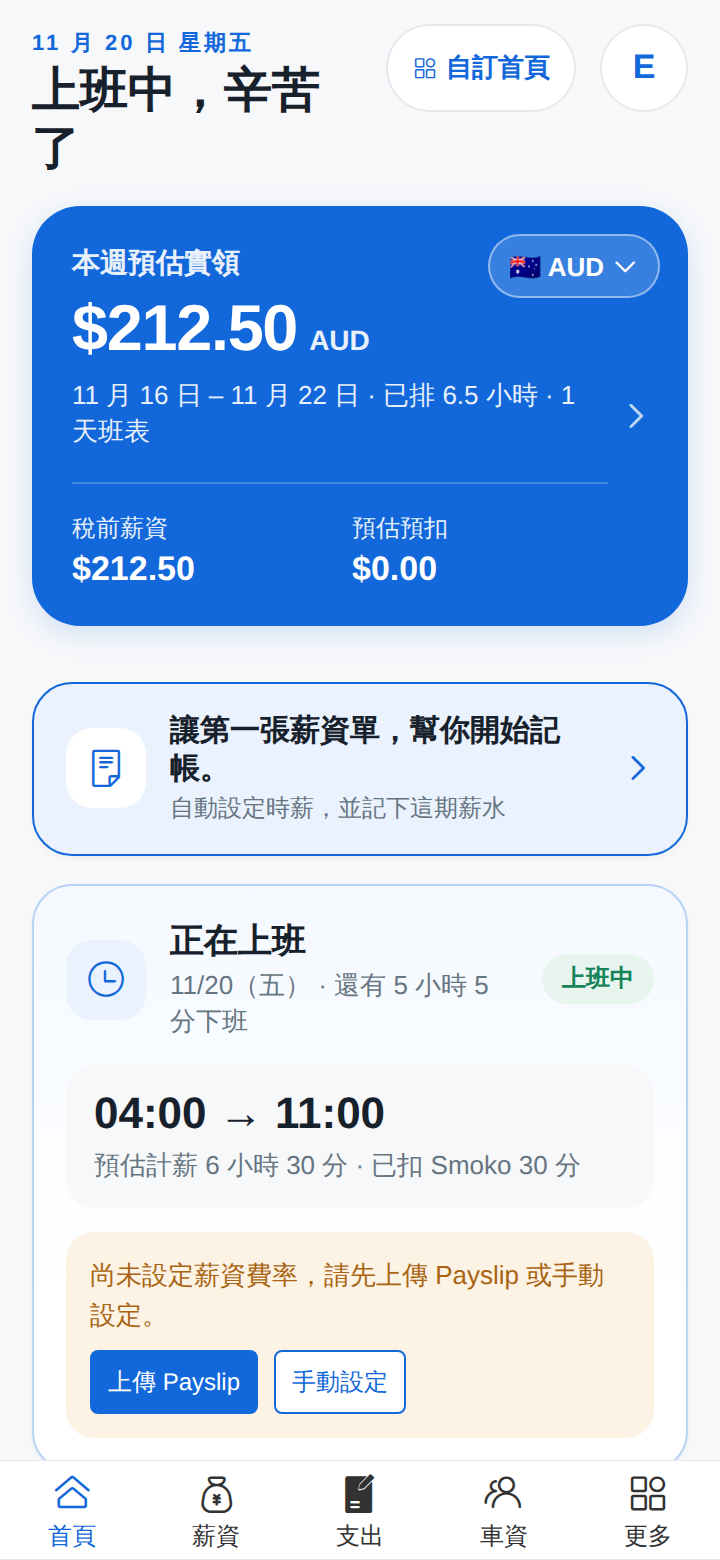 11 月 20 日 星期五
上班中，辛苦
了
自訂首頁
E
本週預估實領
🇦🇺 AUD
$212.50 AUD
11 月 16 日 – 11 月 22 日 · 已排 6.5 小時 · 1
天班表
稅前薪資
預估預扣
$212.50
$0.00
讓第一張薪資單，幫你開始記
帳。
自動設定時薪，並記下這期薪水
正在上班
11/20（五） · 還有 5 小時 5
分下班
上班中
04:00 → 11:00
預估計薪 6 小時 30 分 · 已扣 Smoko 30 分
尚未設定薪資費率，請先上傳 Payslip 或手動
設定。
上傳 Payslip
手動設定
首頁
薪資
支出
車資
更多